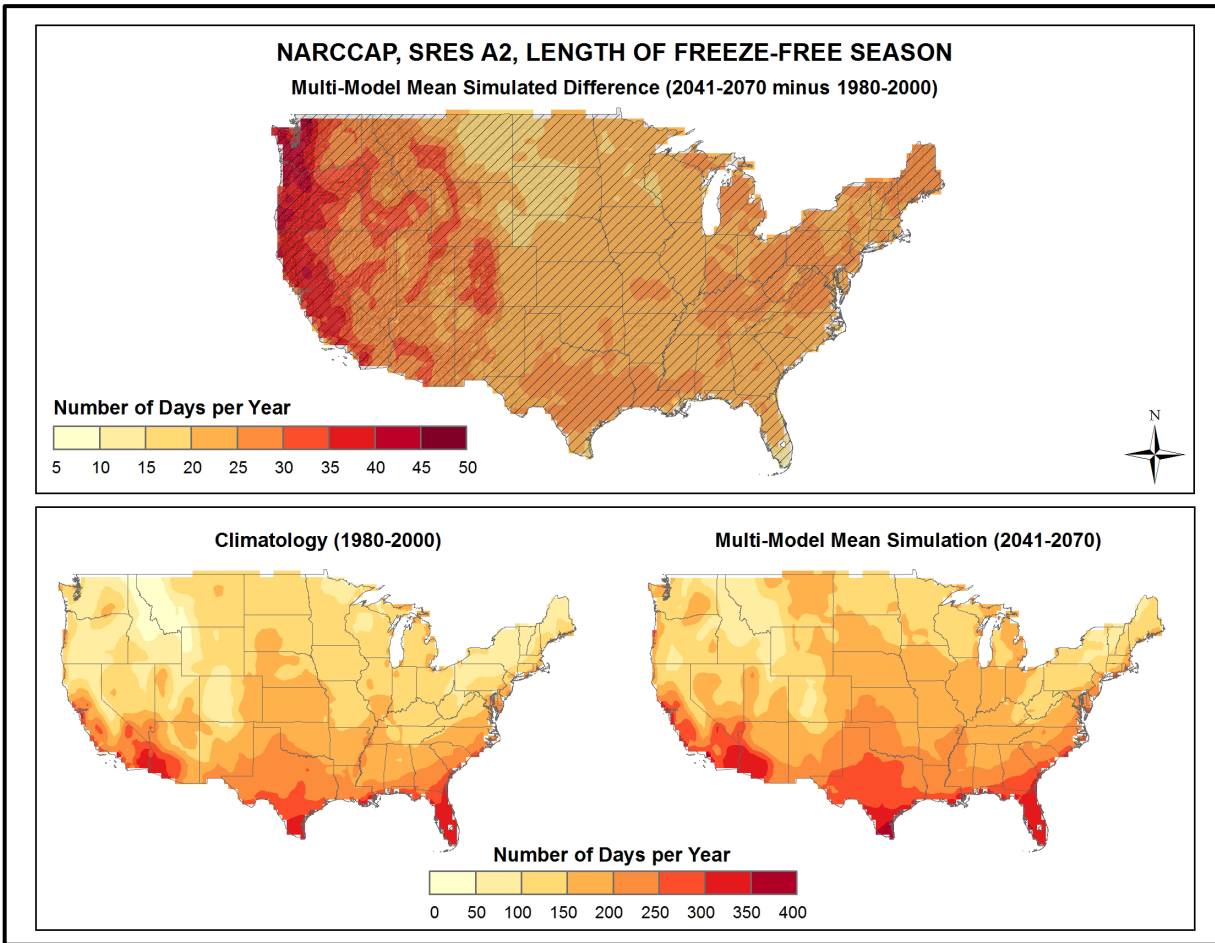 NARCCAP, SRES A2, LENGTH OF FREEZE-FREE SEASON
Multi-Model Mean Simulated Difference (2041-2070 minus 1980-2000)
Number of Days per Year
5 10 15 20 25 30 35 40 45 50
N
Climatology (1980-2000)
Multi-Model Mean Simulation (2041-2070)
Number of Days per Year
0 50 100 150 200 250 300 350 400